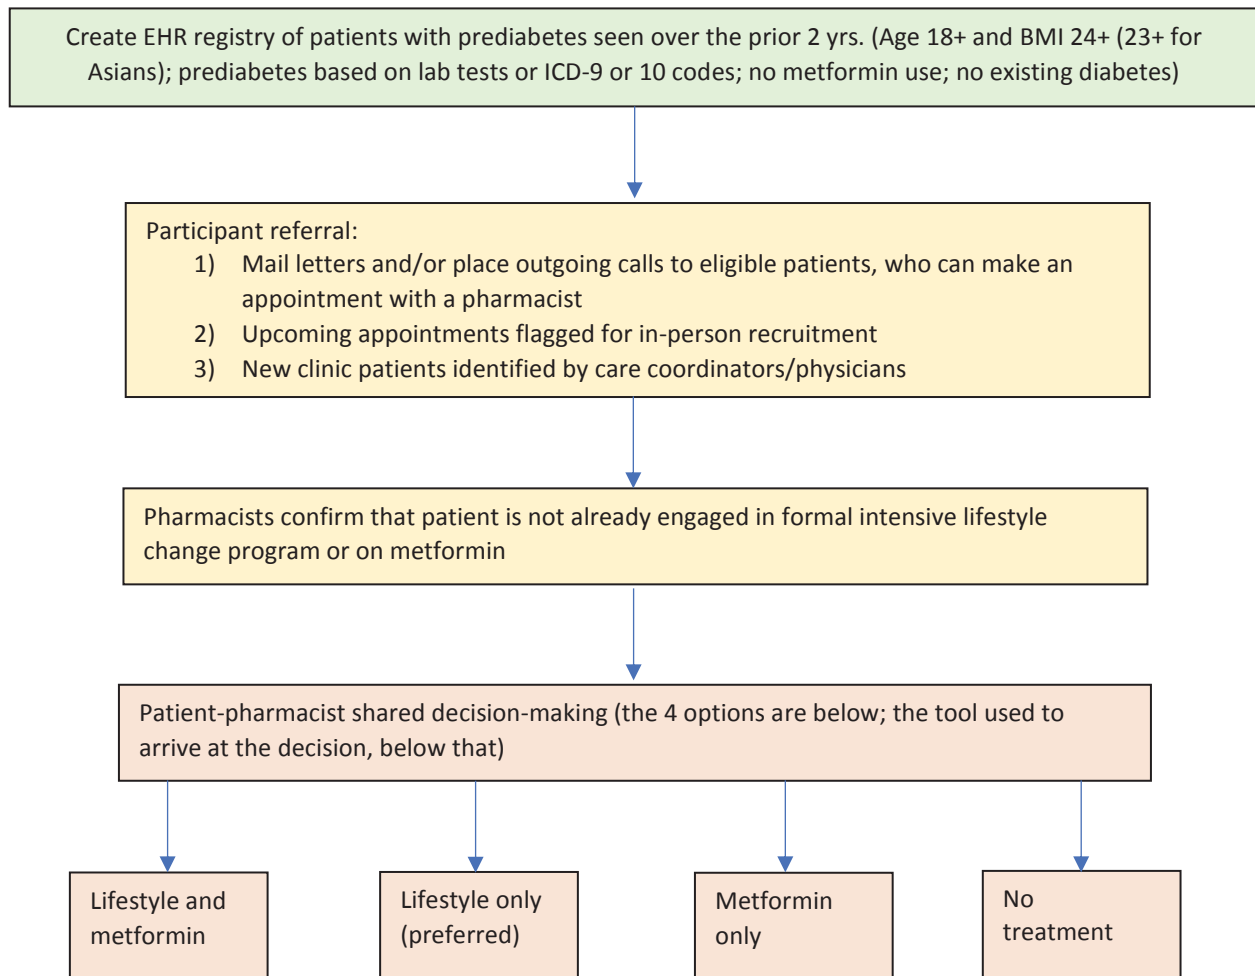 Create EHR registry of patients with prediabetes seen over the prior 2 yrs. (Age 18+ and BMI 24+ (23+ for
Asians); prediabetes based on lab tests or ICD-9 or 10 codes; no metformin use; no existing diabetes)
Participant referral:
1) Mail letters and/or place outgoing calls to eligible patients, who can make an
appointment with a pharmacist
2) Upcoming appointments flagged for in-person recruitment
3) New clinic patients identified by care coordinators/physicians
Pharmacists confirm that patient is not already engaged in formal intensive lifestyle
change program or on metformin
Patient-pharmacist shared decision-making (the 4 options are below; the tool used to
arrive at the decision, below that)
Lifestyle and
metformin
Lifestyle only
(preferred)
Metformin
only
No
treatment